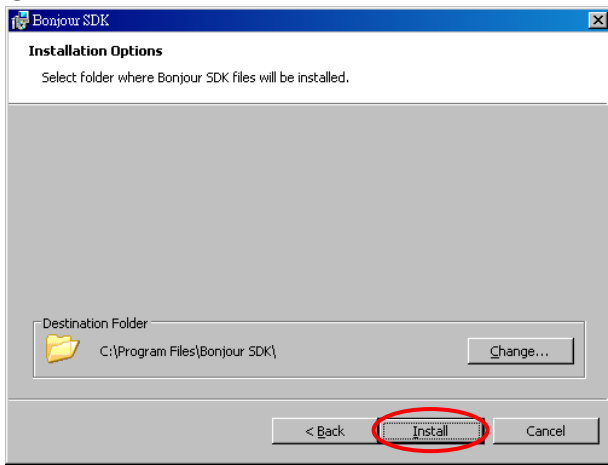 Bonjour SDK
Installation Options
Select folder where Bonjour SDK files will be installed.
Destination Folder
C:\Program Files\Bonjour SDK\
Change...
< Back
Install
Cancel